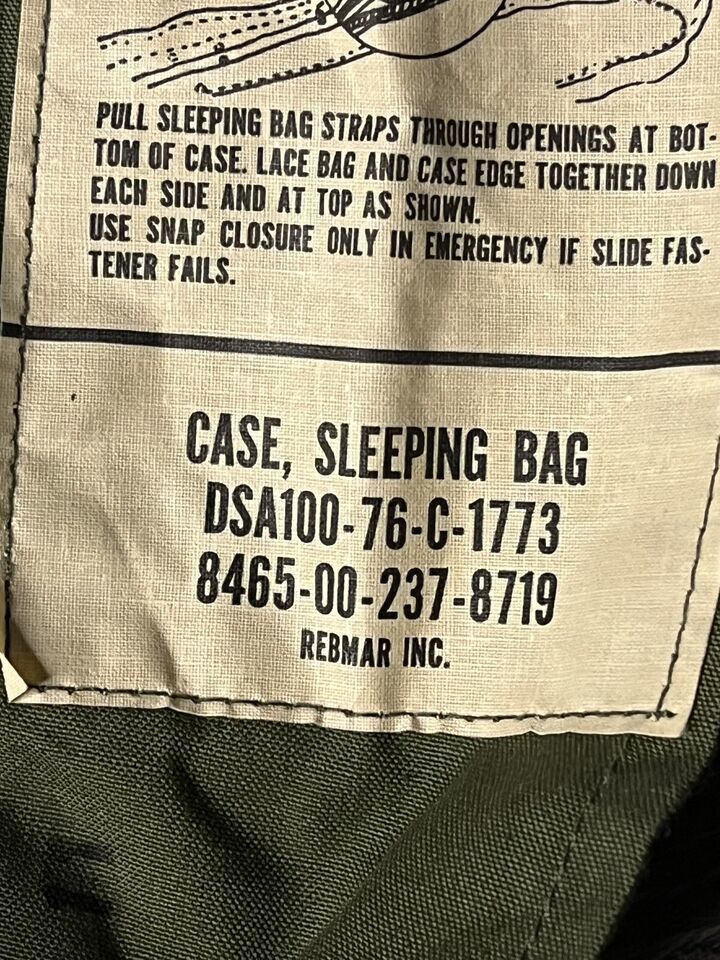 PULL SLEEPING BAG STRAPS THROUGH OPENINGS AT BOT-
TOM OF CASE. LACE BAG AND CASE EDGE TOGETHER DOWN
EACH SIDE AND AT TOP AS SHOWN.
USE SNAP CLOSURE ONLY IN EMERGENCY IF SLIDE FAS-
TENER FAILS.
CASE, SLEEPING BAG
DSA100-76-C-1773
8465-00-237-8719
REBMAR INC.